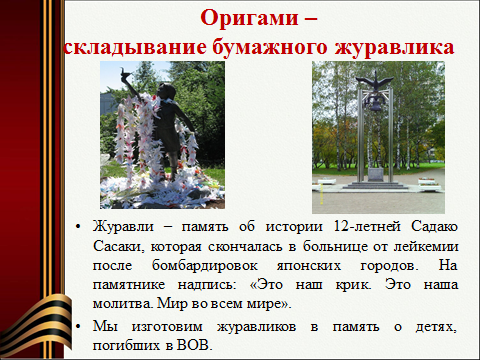 Оригами –
складывание бумажного журавлика
• Журавли – память об истории 12-летней Садако
Сасаки, которая скончалась в больнице от лейкемии
после бомбардировок японских городов. На
памятнике надпись: «Это наш крик. Это наша
молитва. Мир во всем мире».
• Мы изготовим журавликов в память о детях,
погибших в ВОВ.